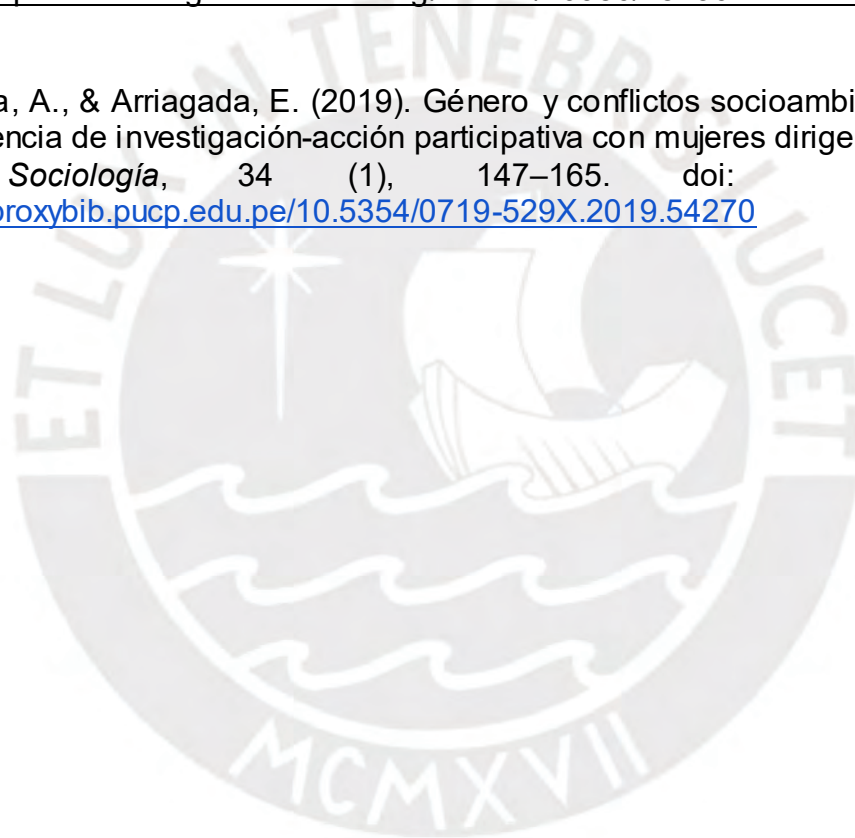 a, A., & Arriagada, E. (2019). Género y conflictos socioambi
encia de investigación-acción participativa con mujeres dirige
Sociología, 34 (1), 147–165. doi:
proxybib.pucp.edu.pe/10.5354/0719-529X.2019.54270
ET LUX IN TENEBRIS LUCET
MCMXVII